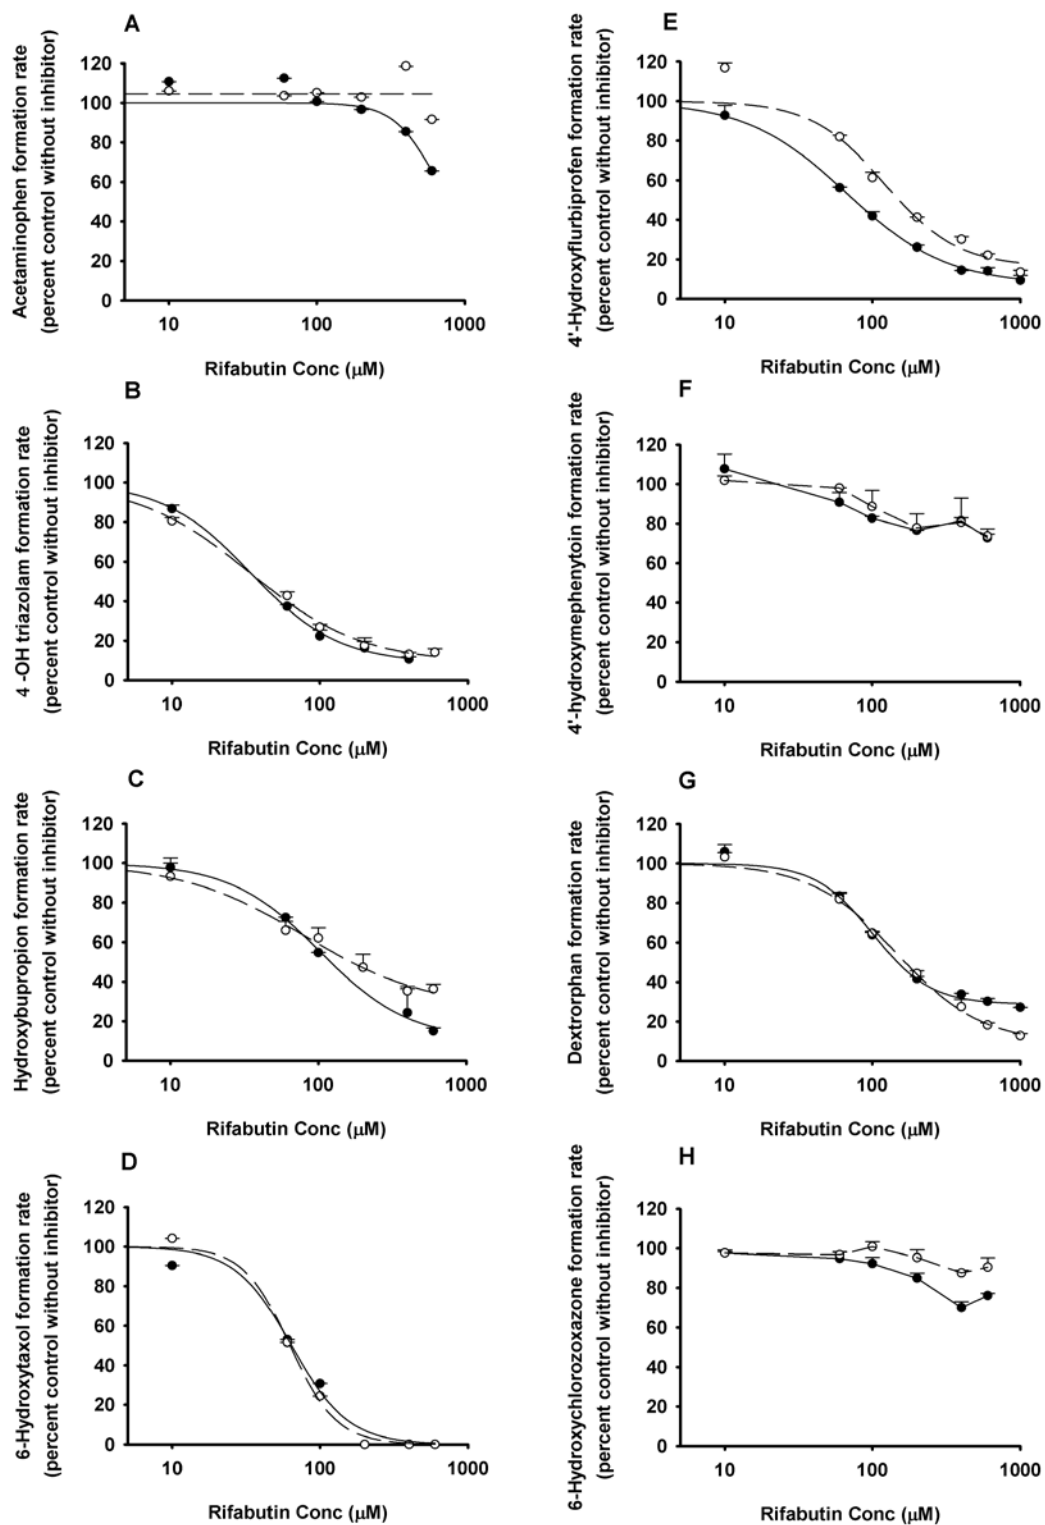 A
Acetaminophen formation rate
(percent control without inhibitor)
120
100
80
60
40
20
0
10
100
1000
Rifabutin Conc (μM)
B
4 -OH triazolam formation rate
(percent control without inhibitor)
120
100
80
60
40
20
0
10
100
1000
Rifabutin Conc (μM)
C
Hydroxybupropion formation rate
(percent control without inhibitor)
120
100
80
60
40
20
0
10
100
1000
Rifabutin Conc (μM)
D
6-Hydroxytaxol formation rate
(percent control without inhibitor)
120
100
80
60
40
20
0
10
100
1000
Rifabutin Conc (μM)
E
4'-Hydroxyflurbiprofen formation rate
(percent control without inhibitor)
120
100
80
60
40
20
0
10
100
1000
Rifabutin Conc (μM)
F
4'-hydroxymephenytoin formation rate
(percent control without inhibitor)
120
100
80
60
40
20
0
10
100
1000
Rifabutin Conc (μM)
G
Dextrorphan formation rate
(percent control without inhibitor)
120
100
80
60
40
20
0
10
100
1000
Rifabutin Conc (μM)
H
6-Hydroxychlorozoxazone formation rate
(percent control without inhibitor)
120
100
80
60
40
20
0
10
100
1000
Rifabutin Conc (μM)